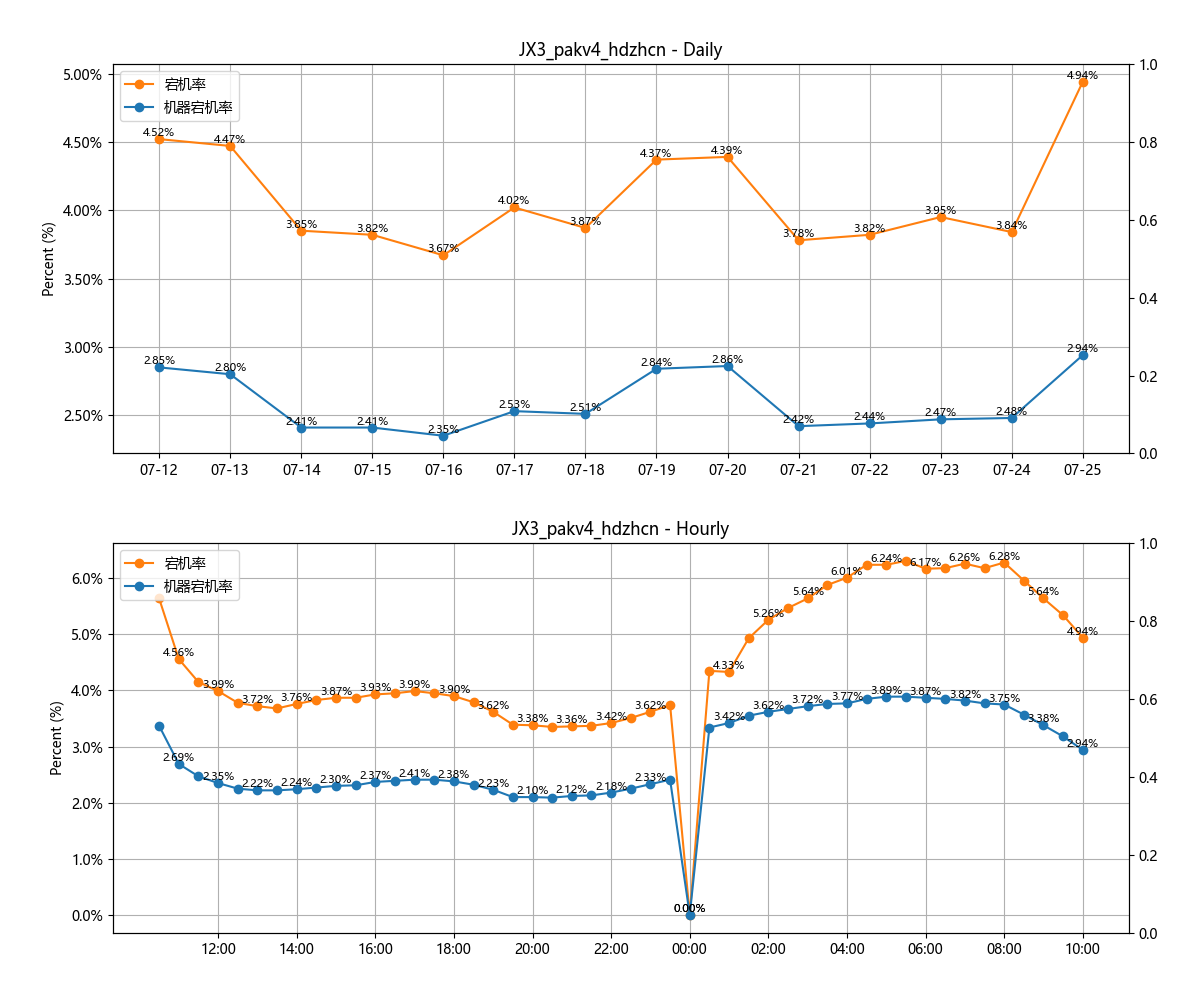 JX3_pakv4_hdzhcn - Daily
宕机率
机器宕机率
Percent (%)
5.00%
4.50%
4.00%
3.50%
3.00%
2.50%
1.0
0.8
0.6
0.4
0.2
0.0
4.52% 4.47% 3.85% 3.82% 3.67% 4.02% 3.87% 4.37% 4.39% 3.78% 3.82% 3.95% 3.84% 4.94%
2.85% 2.80% 2.41% 2.41% 2.35% 2.53% 2.51% 2.84% 2.86% 2.42% 2.44% 2.47% 2.48% 2.94%
07-12 07-13 07-14 07-15 07-16 07-17 07-18 07-19 07-20 07-21 07-22 07-23 07-24 07-25
JX3_pakv4_hdzhcn - Hourly
宕机率
机器宕机率
Percent (%)
6.0%
5.0%
4.0%
3.0%
2.0%
1.0%
0.0%
1.0
0.8
0.6
0.4
0.2
0.0
4.56% 3.99% 3.72% 3.76% 3.87% 3.93% 3.99% 3.90% 3.62% 3.38% 3.36% 3.42% 3.62% 0.00% 4.33% 5.26% 5.64% 6.01% 6.24% 6.17% 6.26% 6.28% 5.64% 4.94%
2.69% 2.35% 2.22% 2.24% 2.30% 2.37% 2.41% 2.38% 2.23% 2.10% 2.12% 2.18% 2.33% 0.00% 3.42% 3.62% 3.72% 3.77% 3.89% 3.87% 3.82% 3.75% 3.38% 2.94%
12:00 14:00 16:00 18:00 20:00 22:00 00:00 02:00 04:00 06:00 08:00 10:00